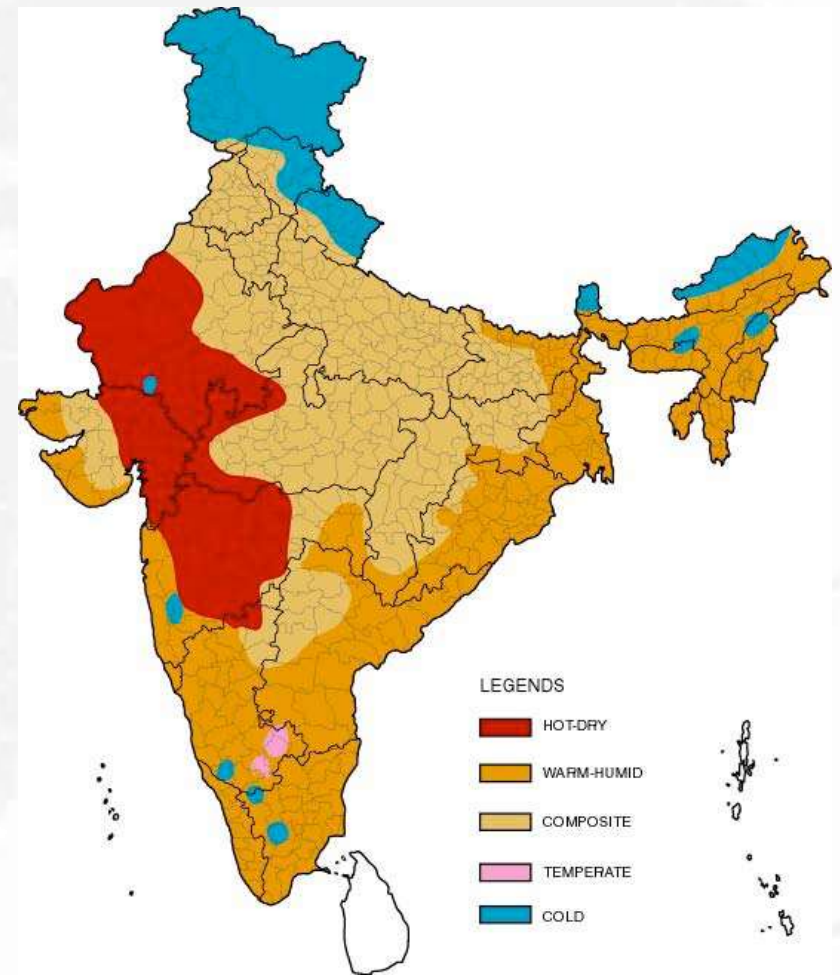 LEGENDS
HOT-DRY
WARM-HUMID
COMPOSITE
TEMPERATE
COLD